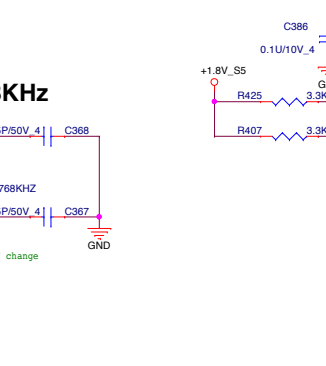 C386
0.1U/10V_4
+1.8V_S5
KHz
R425
3.3K
P/50V_4
C368
R407
3.3K
768KHZ
P/50V_4
C367
GND
change